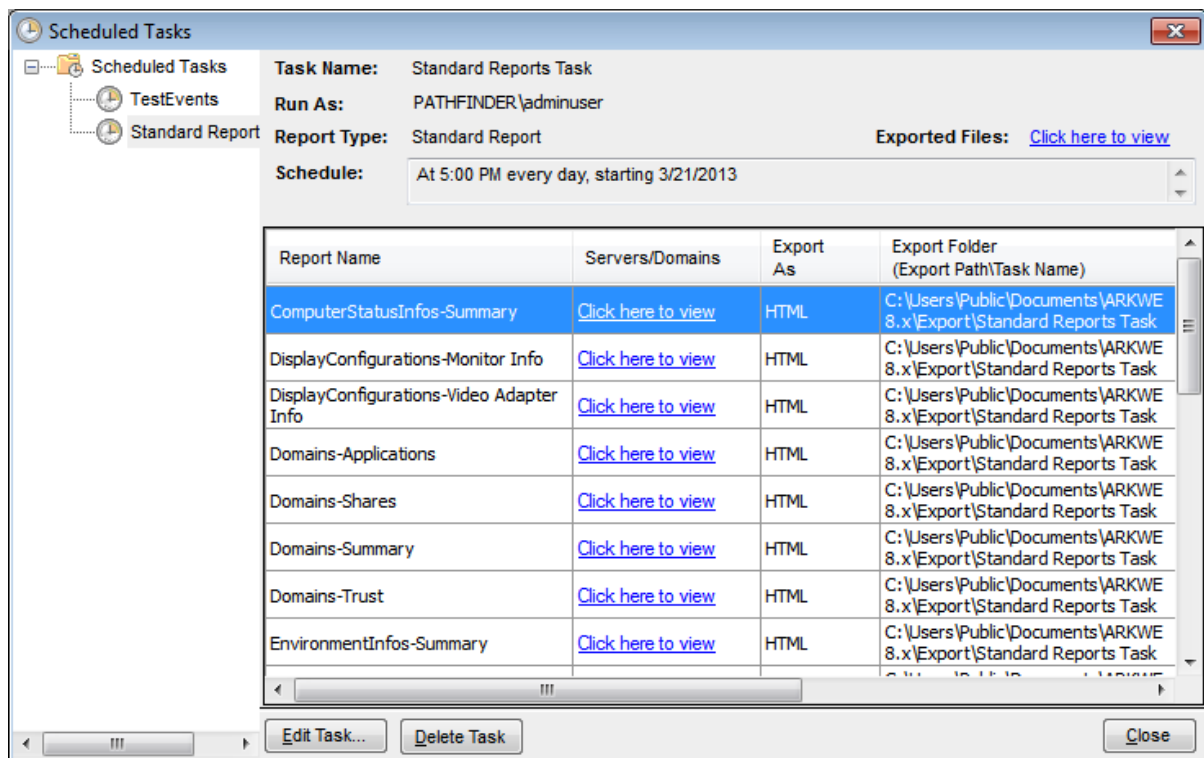 Scheduled Tasks
Scheduled Tasks
TestEvents
Standard Report
Task Name: Standard Reports Task
Run As: PATHFINDER\adminuser
Report Type: Standard Report
Exported Files: Click here to view
Schedule: At 5:00 PM every day, starting 3/21/2013
Report Name
Servers/Domains
Export
As
Export Folder
(Export Path\Task Name)
ComputerStatusInfos-Summary
Click here to view
HTML
C:\Users\Public\Documents\ARKWE
8.x\Export\Standard Reports Task
DisplayConfigurations-Monitor Info
Click here to view
HTML
C:\Users\Public\Documents\ARKWE
8.x\Export\Standard Reports Task
DisplayConfigurations-Video Adapter
Info
Click here to view
HTML
C:\Users\Public\Documents\ARKWE
8.x\Export\Standard Reports Task
Domains-Applications
Click here to view
HTML
C:\Users\Public\Documents\ARKWE
8.x\Export\Standard Reports Task
Domains-Shares
Click here to view
HTML
C:\Users\Public\Documents\ARKWE
8.x\Export\Standard Reports Task
Domains-Summary
Click here to view
HTML
C:\Users\Public\Documents\ARKWE
8.x\Export\Standard Reports Task
Domains-Trust
Click here to view
HTML
C:\Users\Public\Documents\ARKWE
8.x\Export\Standard Reports Task
EnvironmentInfos-Summary
Click here to view
HTML
C:\Users\Public\Documents\ARKWE
8.x\Export\Standard Reports Task
Edit Task...
Delete Task
Close